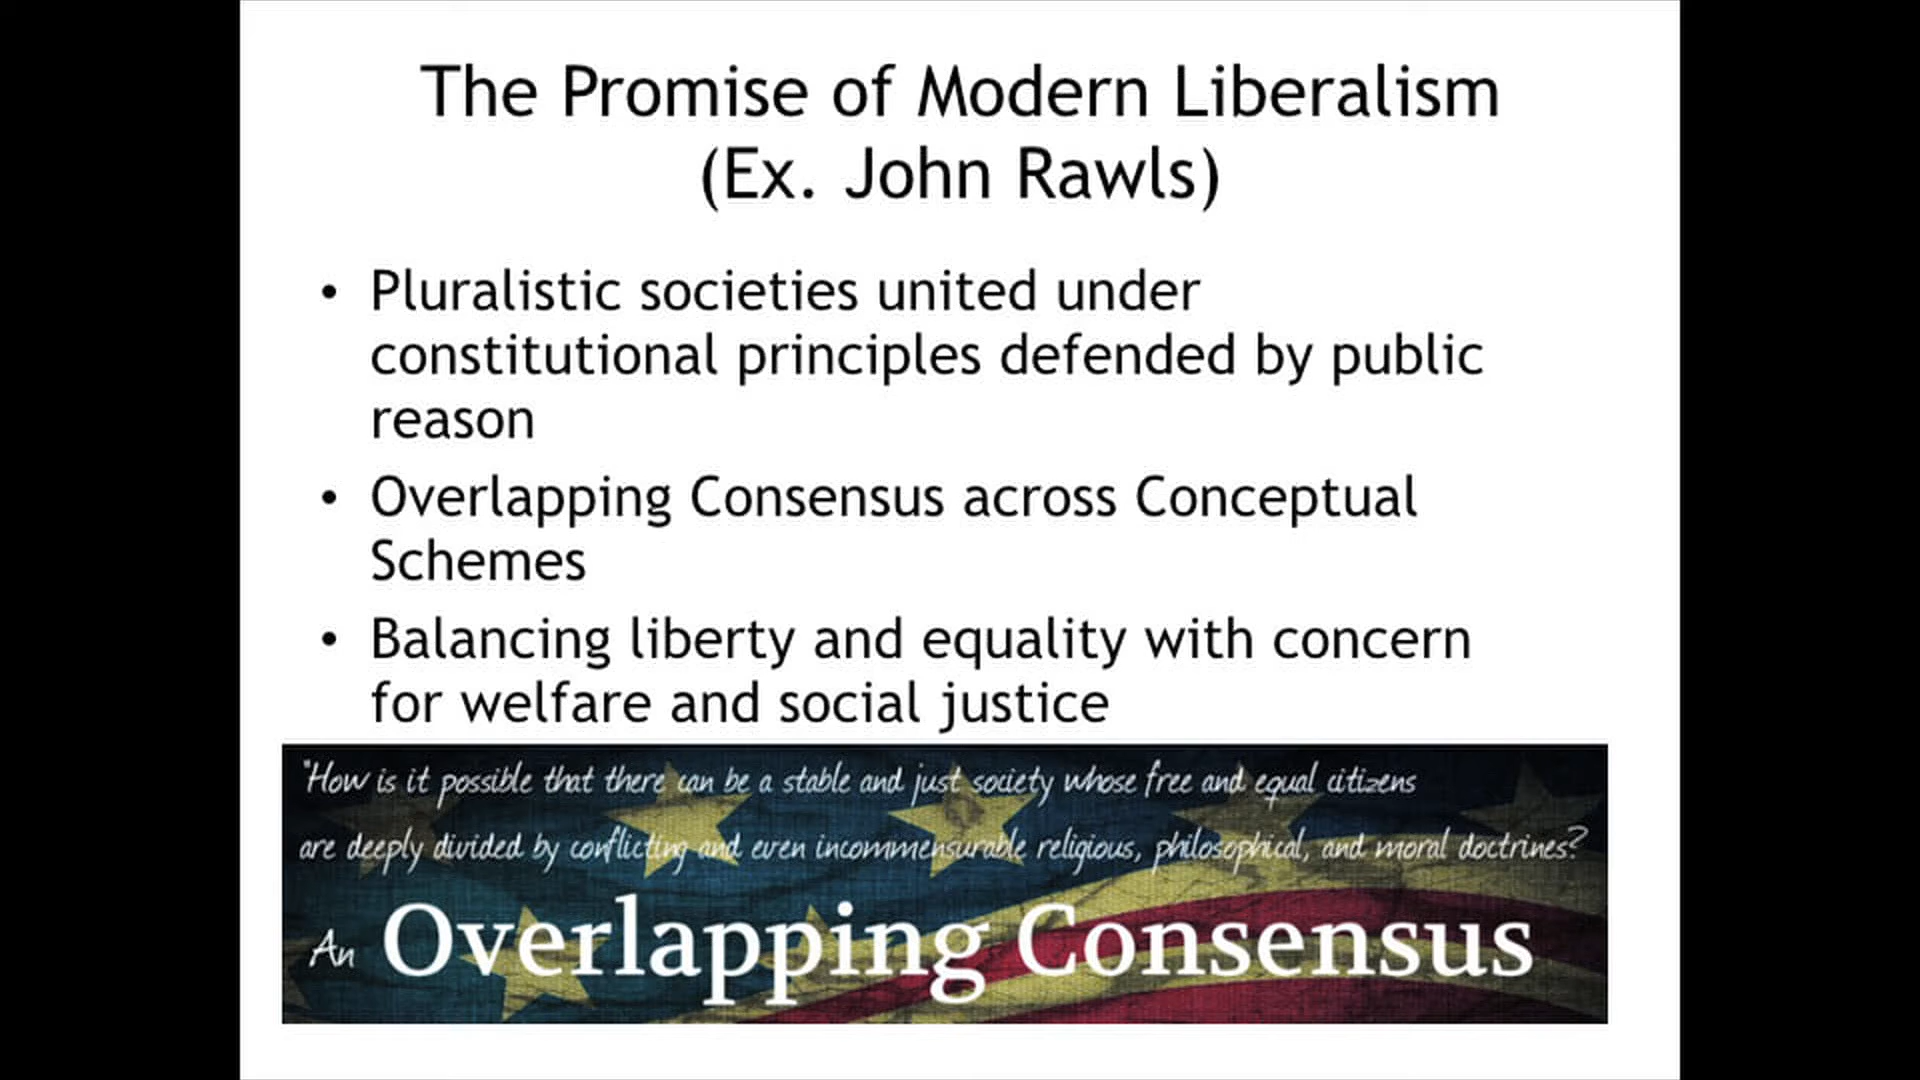 The Promise of Modern Liberalism
(Ex. John Rawls)
• Pluralistic societies united under
constitutional principles defended by public
reason
• Overlapping Consensus across Conceptual
Schemes
• Balancing liberty and equality with concern
for welfare and social justice
"How is it possible that there can be a stable and just society whose free and equal citizens
are deeply divided by conflicting and even incommensurable religious, philosophical, and moral doctrines?
An Overlapping Consensus